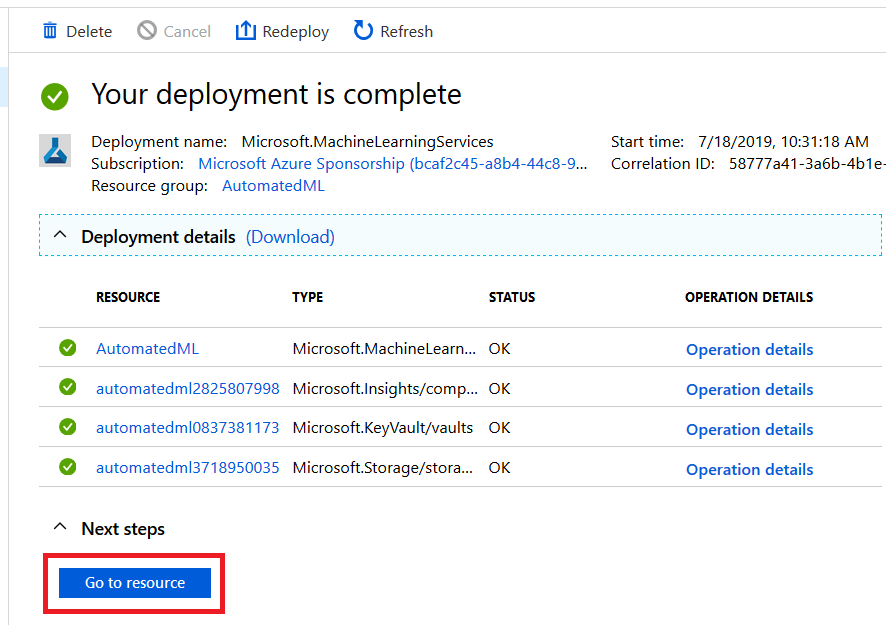 Delete Cancel Redeploy Refresh
Your deployment is complete
Deployment name: Microsoft.MachineLearningServices Start time: 7/18/2019, 10:31:18 AM
Subscription: Microsoft Azure Sponsorship (bcaf2c45-a8b4-44c8-9... Correlation ID: 58777a41-3a6b-4b1e-
Resource group: AutomatedML
Deployment details (Download)
RESOURCE TYPE STATUS OPERATION DETAILS
AutomatedML Microsoft.MachineLearn... OK Operation details
automatedml2825807998 Microsoft.Insights/comp... OK Operation details
automatedml0837381173 Microsoft.KeyVault/vaults OK Operation details
automatedml3718950035 Microsoft.Storage/stora... OK Operation details
Next steps
Go to resource